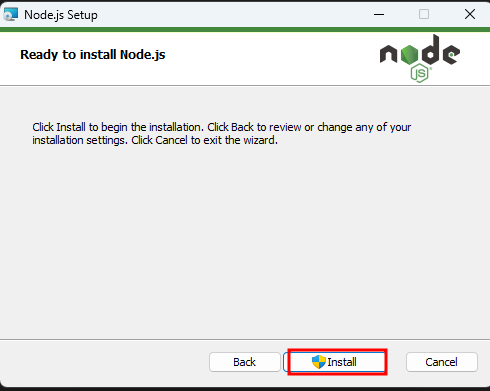 Node.js Setup
Ready to install Node.js
node
JS
Click Install to begin the installation. Click Back to review or change any of your
installation settings. Click Cancel to exit the wizard.
Back
Install
Cancel